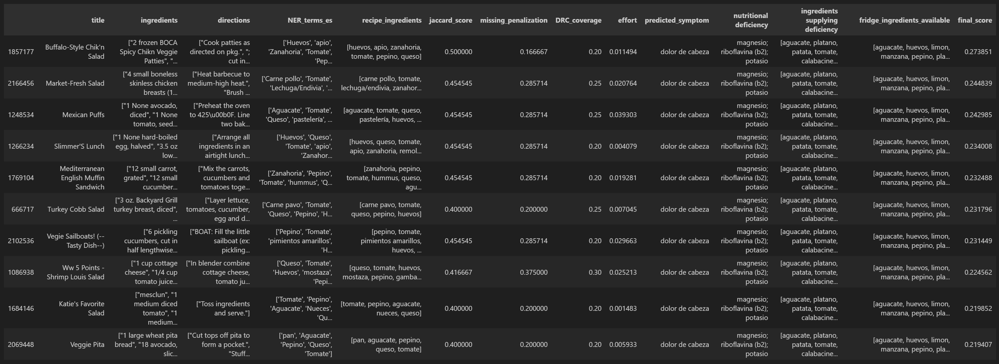 title ingredients directions NER_terms_es recipe_ingredients jaccard_score missing_penalization DRC_coverage effort predicted_symptom nutritional deficiency ingredients supplying deficiency fridge_ingredients_available final_score
1857177 Buffalo-Style Chik'n Salad ["2 frozen BOCA Spicy Chikn Veggie Patties", "... ["Cook patties as directed on pkg.", "; cut in... ['Huevos', 'apio', 'Zanahoria', 'Tomate', 'Pep... [huevos, apio, zanahoria, tomate, pepino, queso] 0.500000 0.166667 0.20 0.011494 dolor de cabeza magnesio; riboflavina (b2); potasio [aguacate, platano, patata, tomate, calabacine... [aguacate, huevos, limon, manzana, pepino, pla... 0.273851
2166456 Market-Fresh Salad ["4 small boneless skinless chicken breasts (1... ["Heat barbecue to medium-high heat.", "Brush ... ['Carne pollo', 'Tomate', 'Lechuga/Endivia', '... [carne pollo, tomate, lechuga/endivia, zanahor... 0.454545 0.285714 0.25 0.020764 dolor de cabeza magnesio; riboflavina (b2); potasio [aguacate, platano, patata, tomate, calabacine... [aguacate, huevos, limon, manzana, pepino, pla... 0.244839
1248534 Mexican Puffs ["1 None avocado, diced", "1 None tomato, seed... ["Preheat the oven to 425\u00b0F. Line two bak... ['Aguacate', 'Tomate', 'Queso', 'pastelería', ... [aguacate, tomate, queso, pastelería, huevos, ... 0.454545 0.285714 0.25 0.039303 dolor de cabeza magnesio; riboflavina (b2); potasio [aguacate, platano, patata, tomate, calabacine... [aguacate, huevos, limon, manzana, pepino, pla... 0.242985
1266234 Slimmer'S Lunch ["1 None hard-boiled egg, halved", "3.5 oz low... ["Arrange all ingredients in an airtight lunch... ['Huevos', 'Queso', 'Tomate', 'apio', 'Zanahor... [huevos, queso, tomate, apio, zanahoria, remol... 0.454545 0.285714 0.20 0.004079 dolor de cabeza magnesio; riboflavina (b2); potasio [aguacate, platano, patata, tomate, calabacine... [aguacate, huevos, limon, manzana, pepino, pla... 0.234008
1769104 Mediterranean English Muffin Sandwich ["12 small carrot, grated", "12 small cucumber... ["Mix the carrots, cucumbers and tomatoes toge... ['Zanahoria', 'Pepino', 'Tomate', 'hummus', 'Q... [zanahoria, pepino, tomate, hummus, queso, agu... 0.454545 0.285714 0.20 0.019281 dolor de cabeza magnesio; riboflavina (b2); potasio [aguacate, platano, patata, tomate, calabacine... [aguacate, huevos, limon, manzana, pepino, pla... 0.232488
666717 Turkey Cobb Salad ["3 oz. Backyard Grill turkey breast, diced", ... ["Layer lettuce, tomatoes, cucumber, egg and d... ['Carne pavo', 'Tomate', 'Queso', 'Pepino', 'H... [carne pavo, tomate, queso, pepino, huevos] 0.400000 0.200000 0.25 0.007045 dolor de cabeza magnesio; riboflavina (b2); potasio [aguacate, platano, patata, tomate, calabacine... [aguacate, huevos, limon, manzana, pepino, pla... 0.231796
2102536 Vegie Sailboats! (--Tasty Dish--) ["6 pickling cucumbers, cut in half lengthwise... ["BOAT: Fill the little sailboat (ex: pickling... ['Pepino', 'Tomate', 'pimientos amarillos', 'H... [pepino, tomate, pimientos amarillos, huevos, ... 0.454545 0.285714 0.20 0.029663 dolor de cabeza magnesio; riboflavina (b2); potasio [aguacate, platano, patata, tomate, calabacine... [aguacate, huevos, limon, manzana, pepino, pla... 0.231449
1086938 Ww 5 Points - Shrimp Louis Salad ["1 cup cottage cheese", "1/4 cup tomato juice... ["In blender combine cottage cheese, tomato ju... ['Queso', 'Tomate', 'Huevos', 'mostaza', 'Pepi... [queso, tomate, huevos, mostaza, pepino, gamba... 0.416667 0.375000 0.30 0.025213 dolor de cabeza magnesio; riboflavina (b2); potasio [aguacate, platano, patata, tomate, calabacine... [aguacate, huevos, limon, manzana, pepino, pla... 0.224562
1684146 Katie's Favorite Salad ["mesclun", "1 medium diced tomato", "1 medium... ["Toss ingredients and serve."] ['Tomate', 'Pepino', 'Aguacate', 'Nueces', 'Qu... [tomate, pepino, aguacate, nueces, queso] 0.400000 0.200000 0.20 0.001483 dolor de cabeza magnesio; riboflavina (b2); potasio [aguacate, platano, patata, tomate, calabacine... [aguacate, huevos, limon, manzana, pepino, pla... 0.219852
2069448 Veggie Pita ["1 large wheat pita bread", "18 avocado, slic... ["Cut tops off pita to form a pocket.", "Stuff... ['pan', 'Aguacate', 'Pepino', 'Queso', 'Tomate'] [pan, aguacate, pepino, queso, tomate] 0.400000 0.200000 0.20 0.005933 dolor de cabeza magnesio; riboflavina (b2); potasio [aguacate, platano, patata, tomate, calabacine... [aguacate, huevos, limon, manzana, pepino, pla... 0.219407